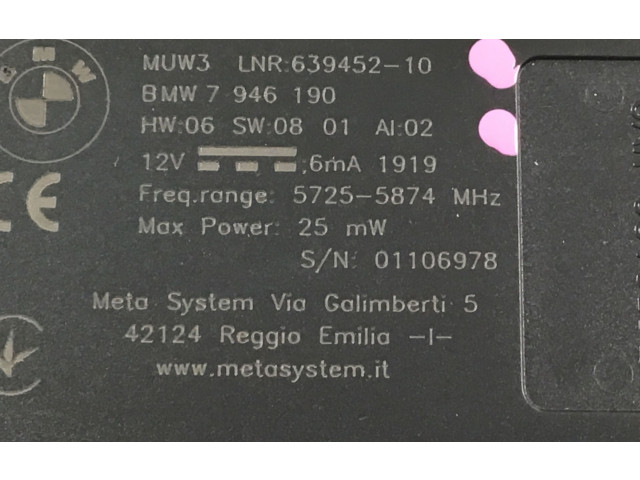 BMW
MUW3 LNR:639452-10
BMW 7 946 190
HW:06 SW:08 01 AI:02
12V ;6mA 1919
Freq.range: 5725-5874 MHz
Max Power: 25 mW
S/N: 01106978
CE
Meta System Via Galimberti 5
42124 Reggio Emilia -I-
www.metasystem.it